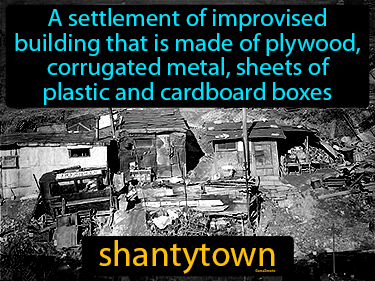 A settlement of improvised
building that is made of plywood,
corrugated metal, sheets of
plastic and cardboard boxes
shantytown